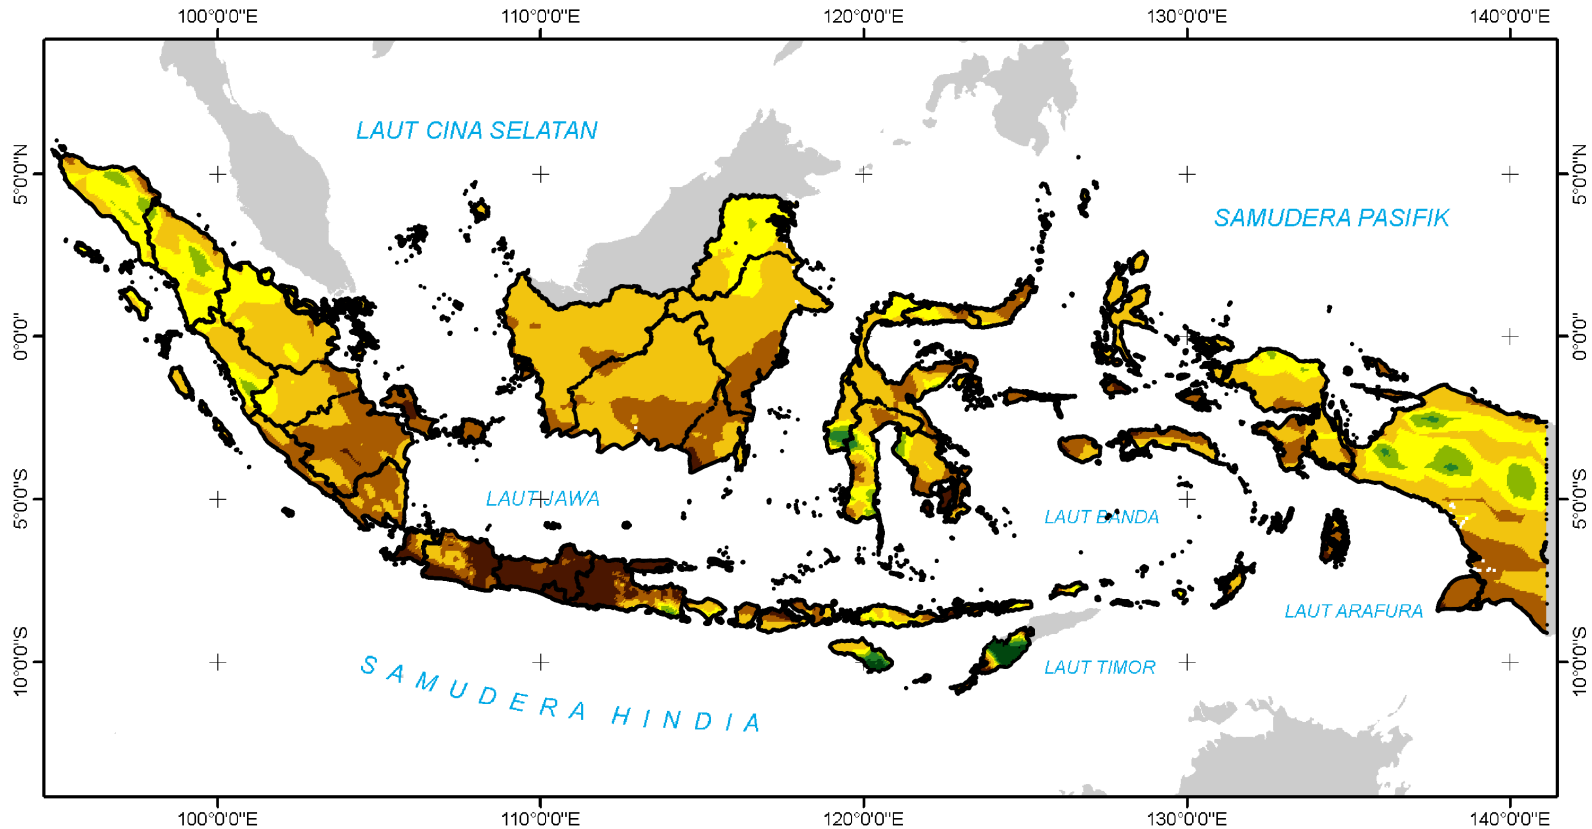 100°0'0"E 110°0'0"E 120°0'0"E 130°0'0"E 140°0'0"E
LAUT CINA SELATAN
5°0'0"N 5°0'0"N
SAMUDERA PASIFIK
0°0'0" 0°0'0"
LAUT JAWA
5°0'0"S 5°0'0"S
LAUT BANDA
LAUT ARAFURA
10°0'0"S 10°0'0"S
LAUT TIMOR
SAMUDERA HINDIA
100°0'0"E 110°0'0"E 120°0'0"E 130°0'0"E 140°0'0"E